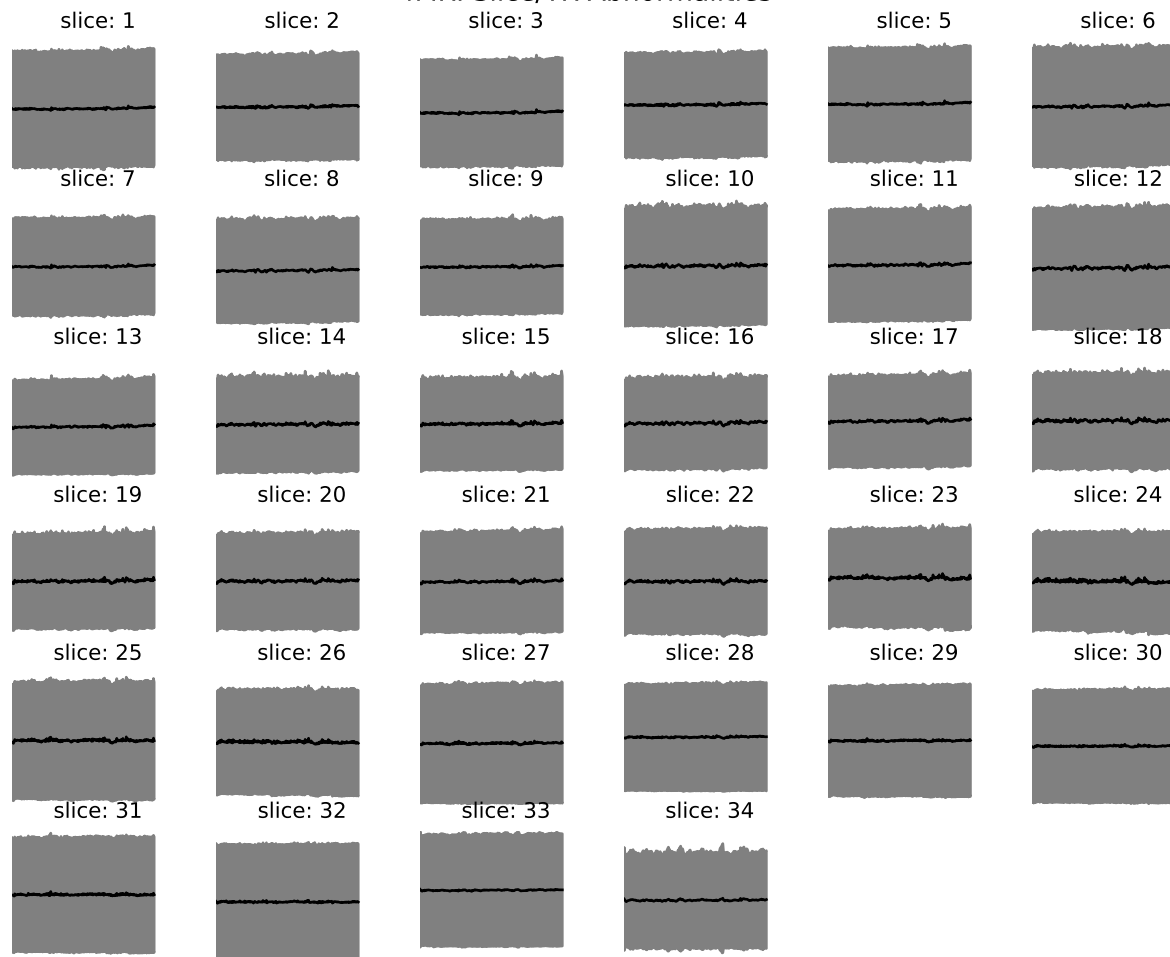 Abnormalities
slice: 1 slice: 2 slice: 3 slice: 4 slice: 5 slice: 6
slice: 7 slice: 8 slice: 9 slice: 10 slice: 11 slice: 12
slice: 13 slice: 14 slice: 15 slice: 16 slice: 17 slice: 18
slice: 19 slice: 20 slice: 21 slice: 22 slice: 23 slice: 24
slice: 25 slice: 26 slice: 27 slice: 28 slice: 29 slice: 30
slice: 31 slice: 32 slice: 33 slice: 34